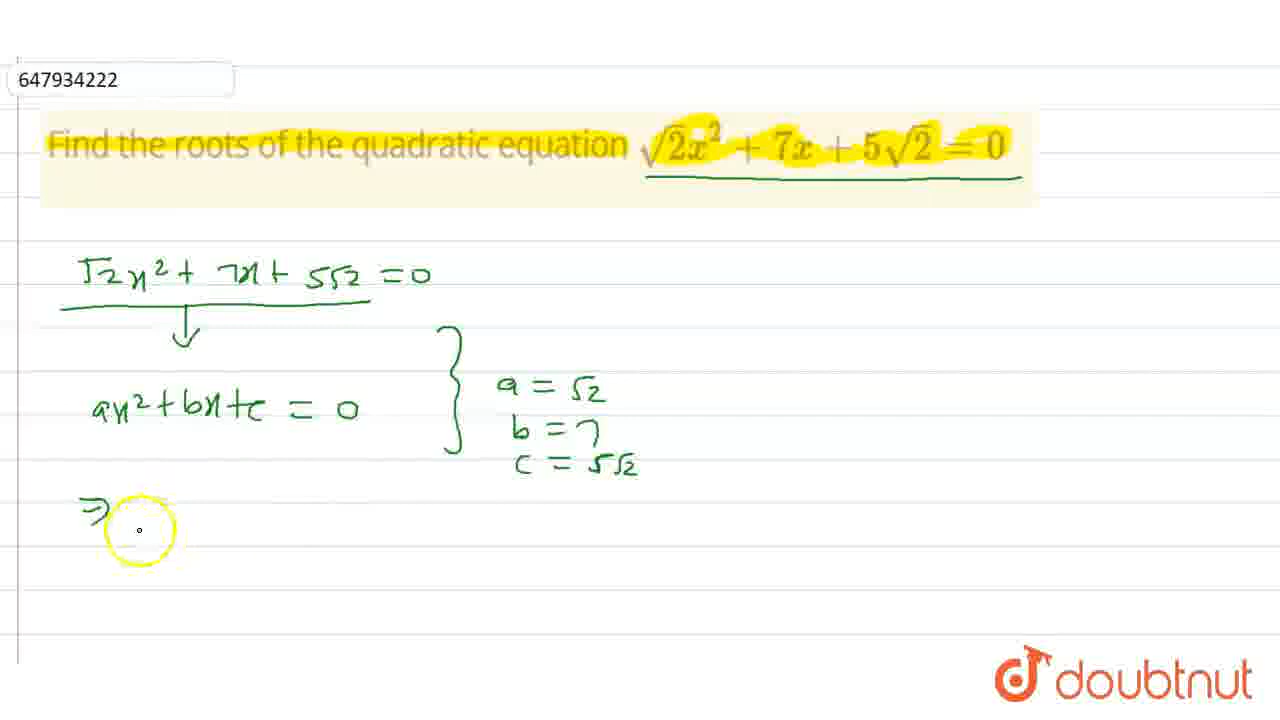 647934222
Find the roots of the quadratic equation √2x² + 7x + 5√2 = 0
√2x² + 7x + 5√2 = 0
ax² + bx + c = 0
a = √2
b = 7
c = 5√2
⇒
doubtnut